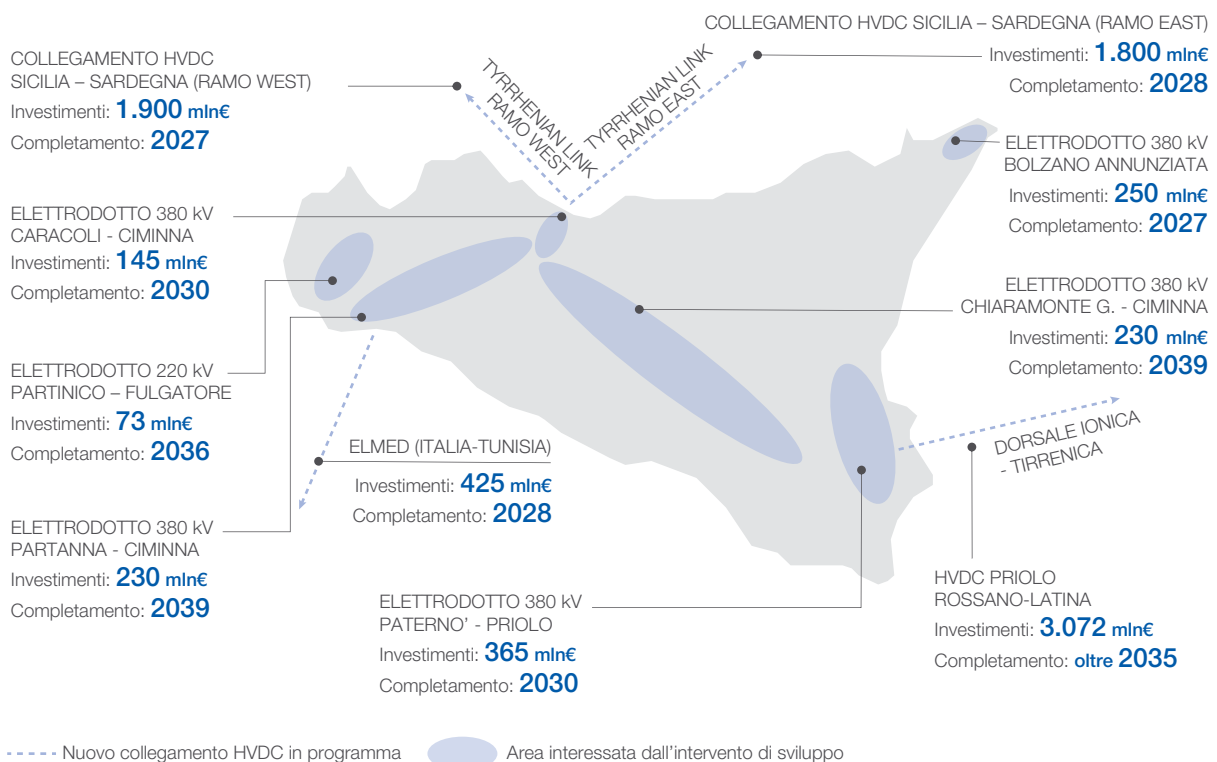 COLLEGAMENTO HVDC SICILIA – SARDEGNA (RAMO EAST)
Investimenti: 1.800 mln€
Completamento: 2028
COLLEGAMENTO HVDC
SICILIA – SARDEGNA (RAMO WEST)
Investimenti: 1.900 mln€
Completamento: 2027
TYRRHENIAN LINK
RAMO WEST
TYRRHENIAN LINK
RAMO EAST
ELETTRODOTTO 380 kV
BOLZANO ANNUNZIATA
Investimenti: 250 mln€
Completamento: 2027
ELETTRODOTTO 380 kV
CARACOLI - CIMINNA
Investimenti: 145 mln€
Completamento: 2030
ELETTRODOTTO 380 kV
CHIARAMONTE G. - CIMINNA
Investimenti: 230 mln€
Completamento: 2039
ELETTRODOTTO 220 kV
PARTINICO – FULGATORE
Investimenti: 73 mln€
Completamento: 2036
ELMED (ITALIA-TUNISIA)
Investimenti: 425 mln€
Completamento: 2028
DORSALE IONICA
- TIRRENICA
ELETTRODOTTO 380 kV
PARTANNA - CIMINNA
Investimenti: 230 mln€
Completamento: 2039
ELETTRODOTTO 380 kV
PATERNO' - PRIOLO
Investimenti: 365 mln€
Completamento: 2030
HVDC PRIOLO
ROSSANO-LATINA
Investimenti: 3.072 mln€
Completamento: oltre 2035
Nuovo collegamento HVDC in programma
Area interessata dall'intervento di sviluppo